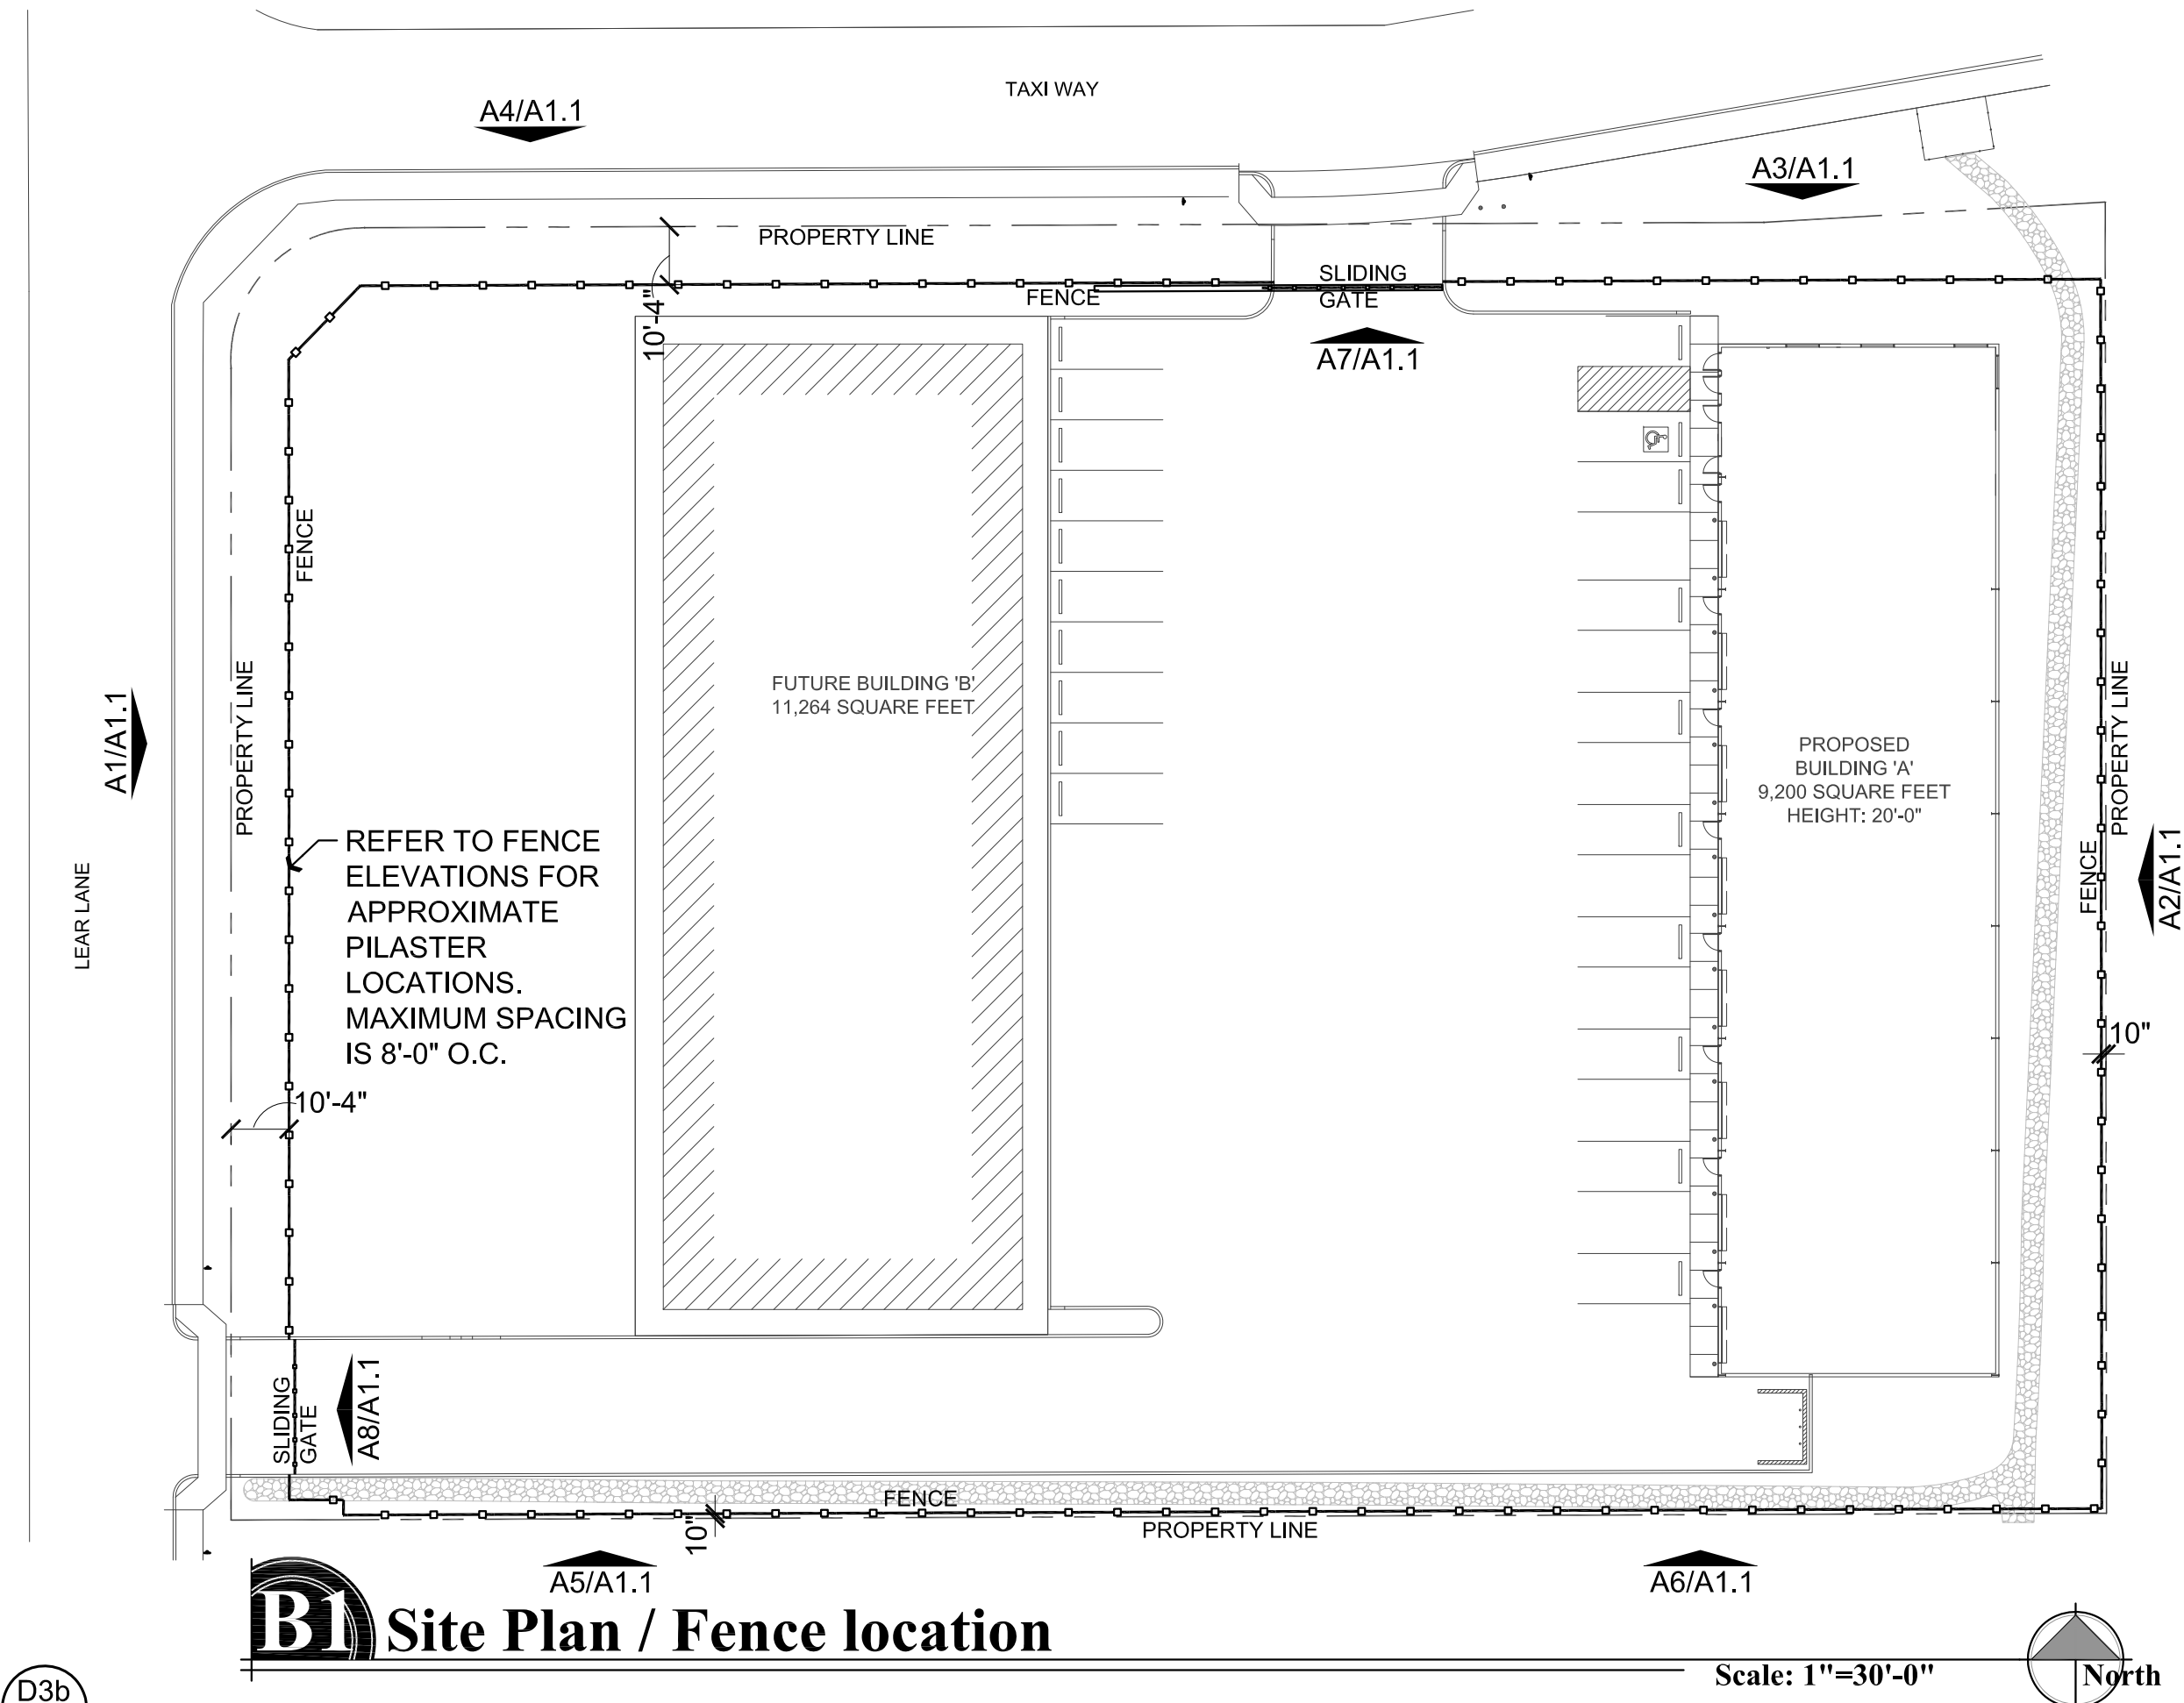 TAXI WAY
A4/A1.1
A3/A1.1
PROPERTY LINE
10'-4"
FENCE
SLIDING
GATE
A7/A1.1
FENCE
PROPERTY LINE
A1/A1.1
LEAR LANE
FUTURE BUILDING 'B'
11,264 SQUARE FEET
PROPOSED
BUILDING 'A'
9,200 SQUARE FEET
HEIGHT: 20'-0"
PROPERTY LINE
FENCE
A2/A1.1
REFER TO FENCE
ELEVATIONS FOR
APPROXIMATE
PILASTER
LOCATIONS.
MAXIMUM SPACING
IS 8'-0" O.C.
10'-4"
10"
SLIDING
GATE
A8/A1.1
FENCE
10"
PROPERTY LINE
A5/A1.1
A6/A1.1
B1 Site Plan / Fence location
Scale: 1"=30'-0"
North
D3b